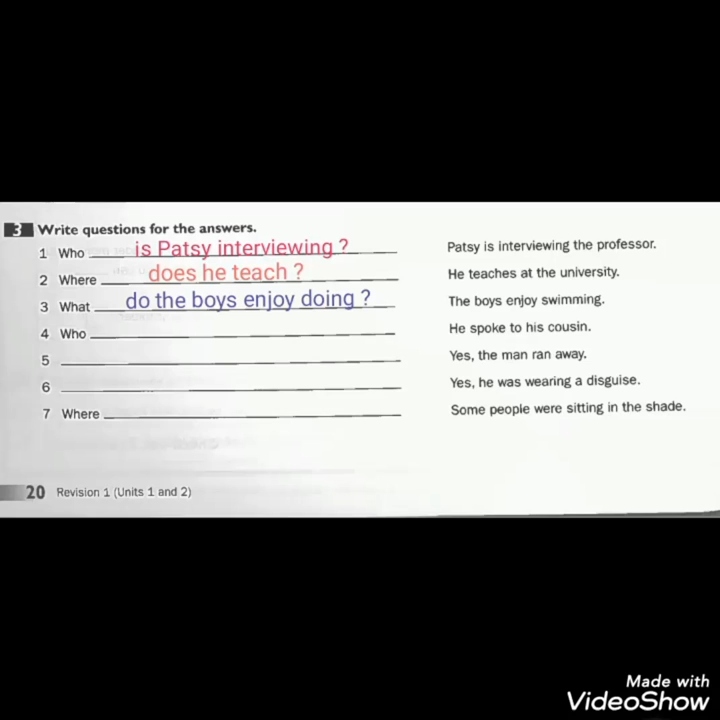 3 Write questions for the answers.
1 Who is Patsy interviewing ? Patsy is interviewing the professor.
2 Where does he teach ? He teaches at the university.
3 What do the boys enjoy doing ? The boys enjoy swimming.
4 Who He spoke to his cousin.
5 Yes, the man ran away.
6 Yes, he was wearing a disguise.
7 Where Some people were sitting in the shade.
20 Revision 1 (Units 1 and 2)
Made with
VideoShow